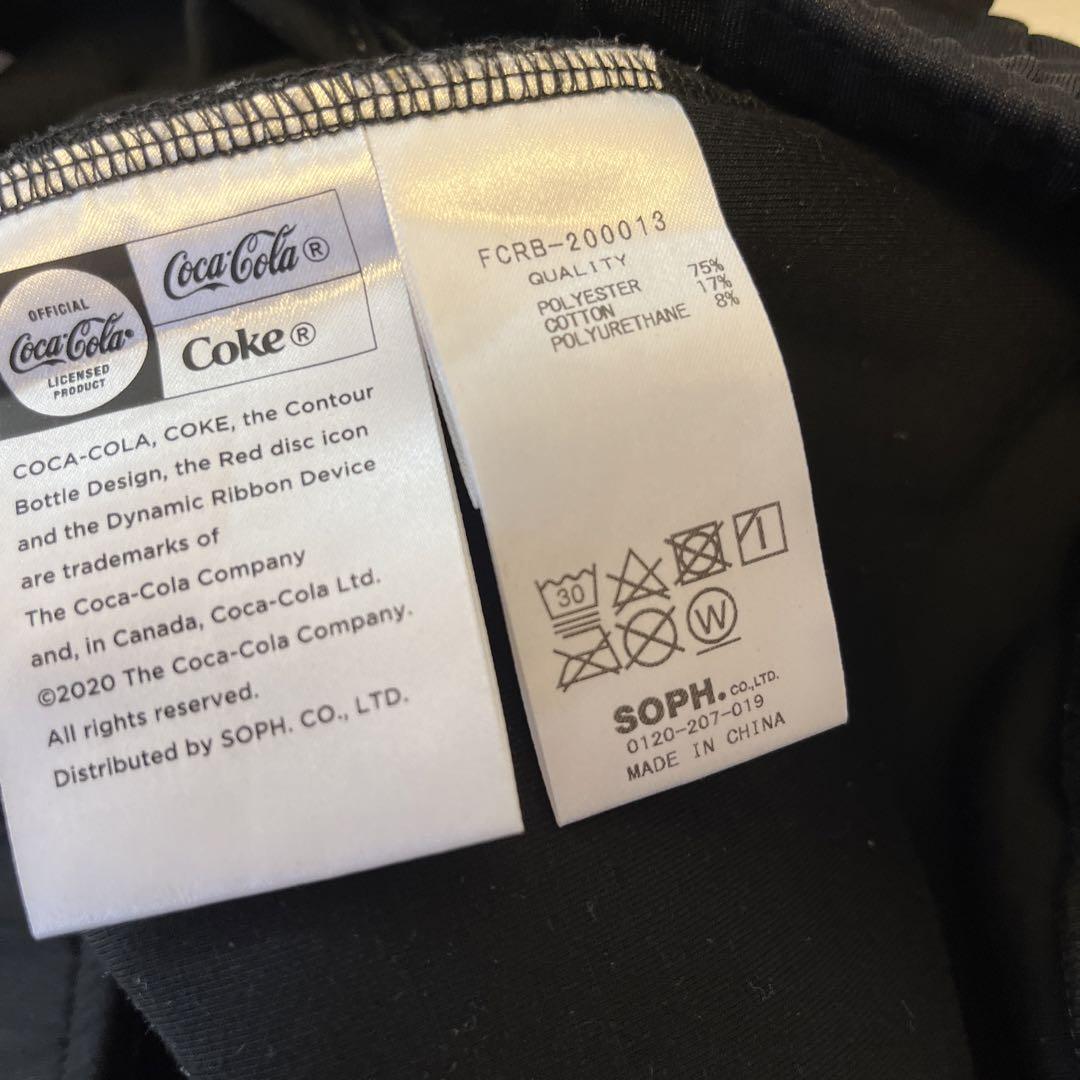 OFFICIAL
Coca-Cola®
LICENSED
PRODUCT
Coca-Cola®
Coke®
COCA-COLA, COKE, the Contour
Bottle Design, the Red disc icon
and the Dynamic Ribbon Device
are trademarks of
The Coca-Cola Company
and, in Canada, Coca-Cola Ltd.
©2020 The Coca-Cola Company.
All rights reserved.
Distributed by SOPH. CO., LTD.
FCRB-200013
QUALITY
POLYESTER 75%
COTTON 17%
POLYURETHANE 8%
30
W
SOPH. CO.,LTD.
0120-207-019
MADE IN CHINA